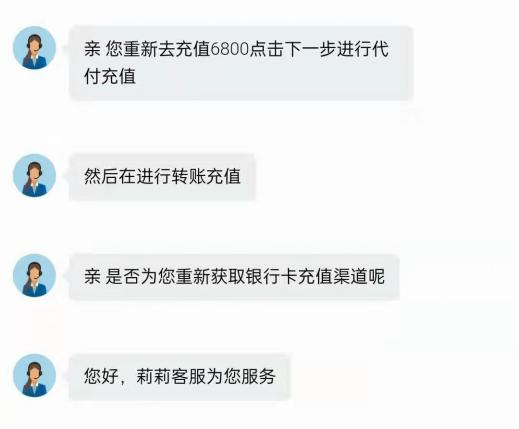 亲 您重新去充值6800点击下一步进行代
付充值
然后在进行转账充值
亲 是否为您重新获取银行卡充值渠道呢
您好，莉莉客服为您服务